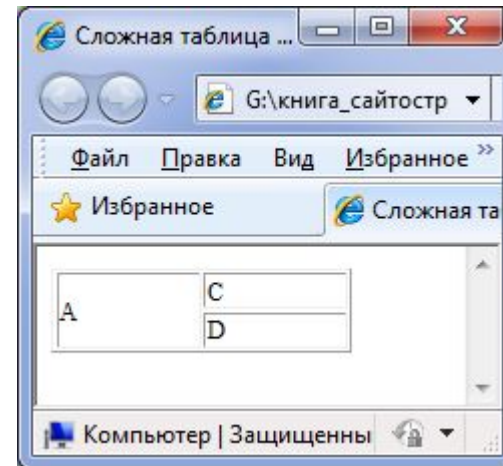 Сложная таблица ...
G:\книга_сайтостр
Файл Правка Вид Избранное »
Избранное Сложная та
A
C
D
Компьютер | Защищенны